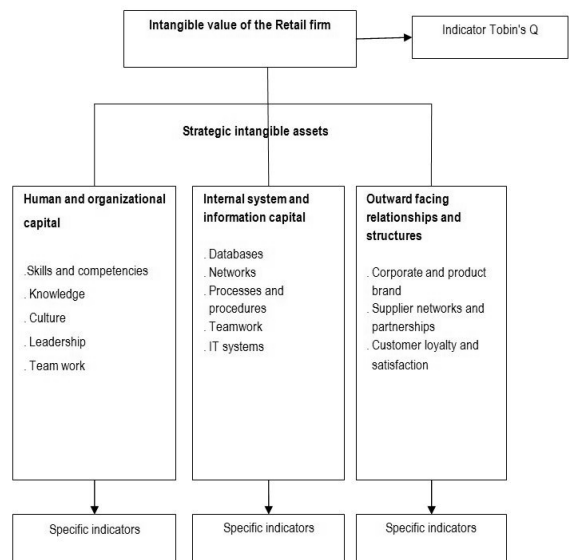 Intangible value of the Retail firm
Indicator Tobin's Q
Strategic intangible assets
Human and organizational
capital
.Skills and competencies
. Knowledge
. Culture
. Leadership
. Team work
Internal system and
information capital
. Databases
. Networks
. Processes and
procedures
. Teamwork
. IT systems
Outward facing
relationships and
structures
. Corporate and product
brand
. Supplier networks and
partnerships
. Customer loyalty and
satisfaction
Specific indicators
Specific indicators
Specific indicators